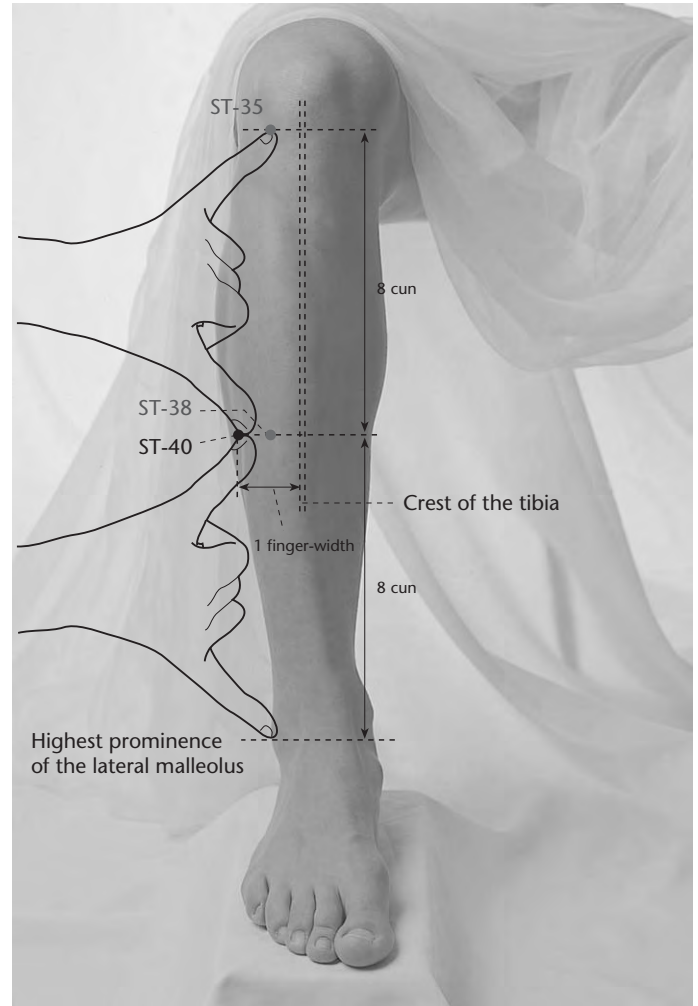 ST-35
8 cun
ST-38
ST-40
Crest of the tibia
1 finger-width
8 cun
Highest prominence
of the lateral malleolus